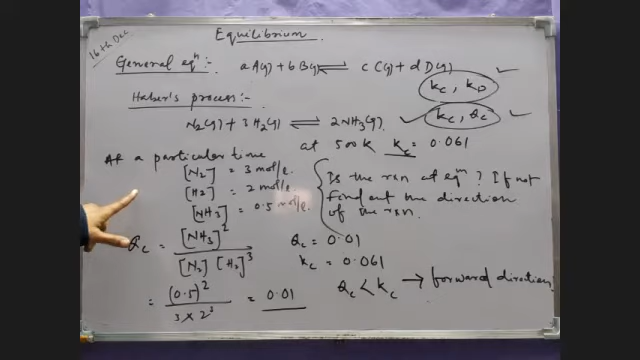 16th Dec
Equilibrium
General eqn:- aA(g) + bB(g) ⇌ cC(g) + dD(g)
Kc, Kp
Haber's process:-
Kc, Qc
N2(g) + 3H2(g) ⇌ 2NH3(g)
at 500K Kc = 0.061
At a particular time
[N2] = 3 mol/e.
[H2] = 2 mol/e.
[NH3] = 0.5 mol/e.
Is the rxn at eqm? If not
find out the direction
of the rxn.
Qc = [NH3]² / [N2] [H2]³
= (0.5)² / 3 × 2³ = 0.01
Qc = 0.01
Kc = 0.061
Qc < Kc → forward direction